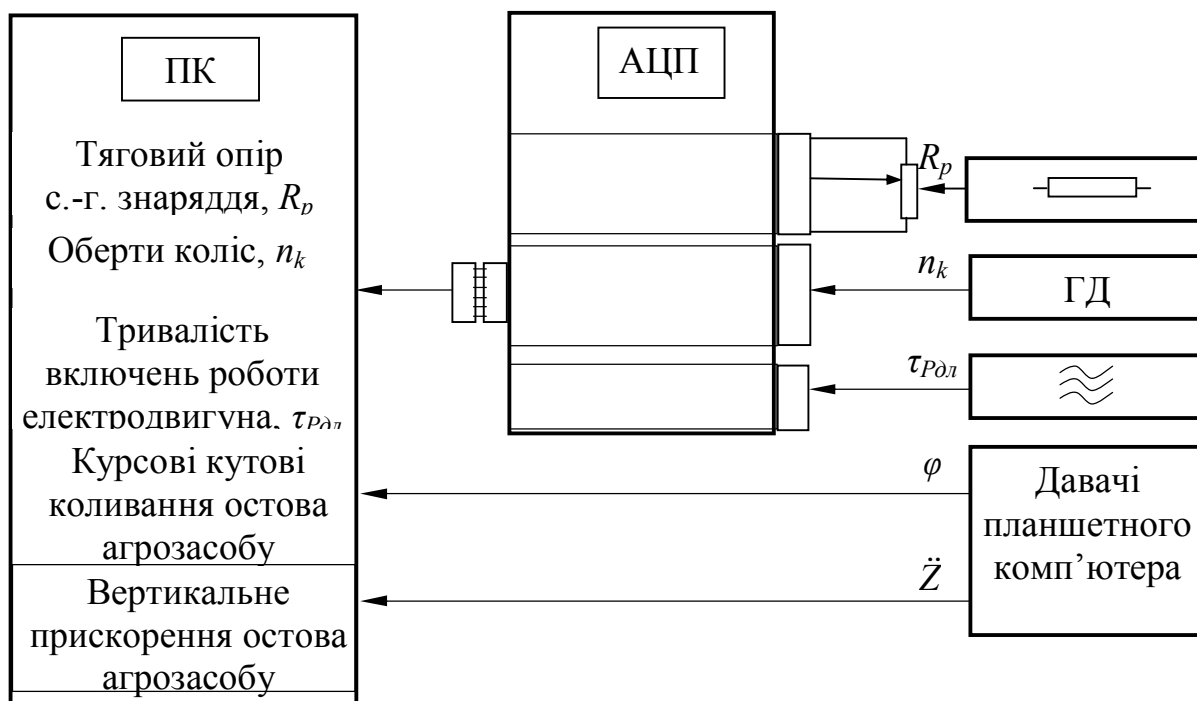 ПК
Тяговий опір
с.-г. знаряддя, Rp
Оберти коліс, nk
Тривалість
включень роботи
електродвигуна, τPдл
Курсові кутові
коливання остова
агрозасобу
Вертикальне
прискорення остова
агрозасобу
АЦП
Rp
nk
ГД
τPдл
φ
Z̈
Давачі
планшетного
комп’ютера